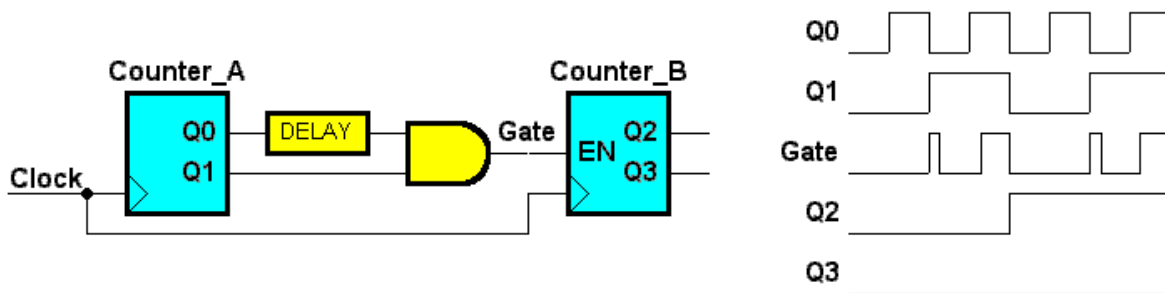 Counter_A
Q0
Q1
DELAY
Clock
Gate
Counter_B
EN
Q2
Q3
Q0
Q1
Gate
Q2
Q3